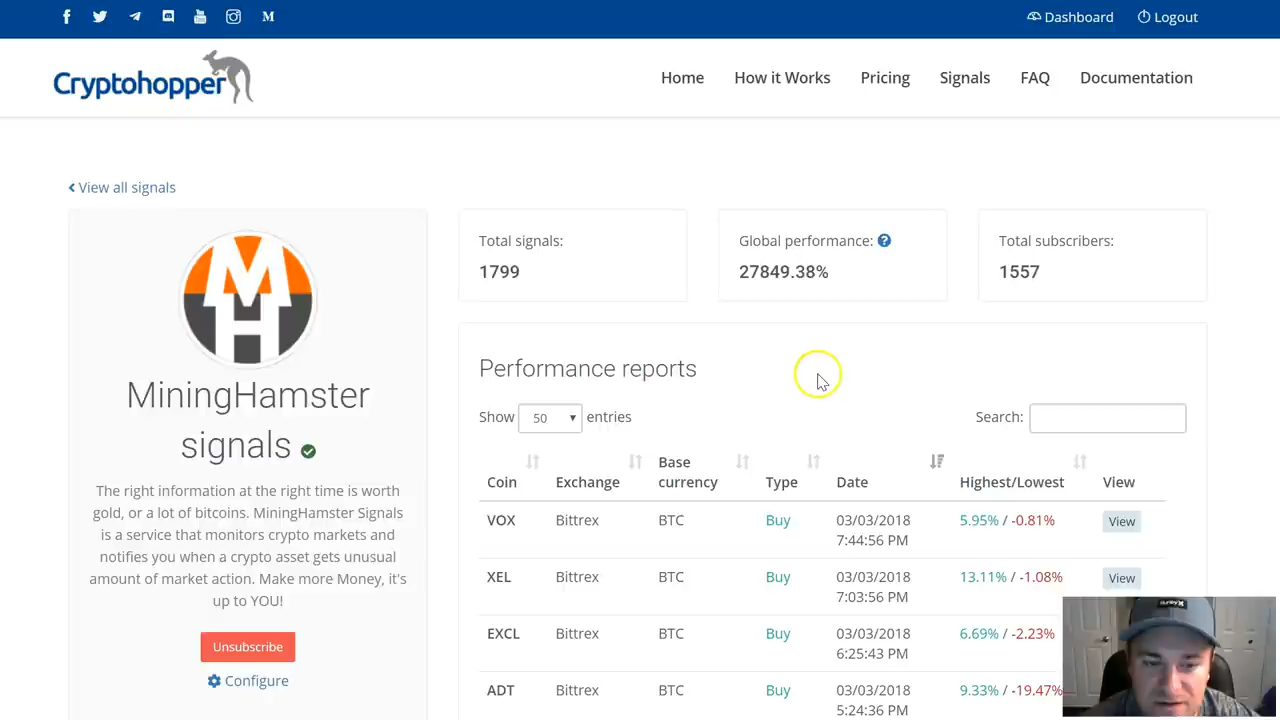 Dashboard
Logout
Cryptohopper
Home
How it Works
Pricing
Signals
FAQ
Documentation
View all signals
MH
MiningHamster
signals
The right information at the right time is worth
gold, or a lot of bitcoins. MiningHamster Signals
is a service that monitors crypto markets and
notifies you when a crypto asset gets unusual
amount of market action. Make more Money, it's
up to YOU!
Unsubscribe
Configure
Total signals:
1799
Global performance: ?
27849.38%
Total subscribers:
1557
Performance reports
Show 50 entries
Search:
Coin Exchange Base currency Type Date Highest/Lowest View
VOX Bittrex BTC Buy 03/03/2018 5.95% / -0.81% View
7:44:56 PM
XEL Bittrex BTC Buy 03/03/2018 13.11% / -1.08% View
7:03:56 PM
EXCL Bittrex BTC Buy 03/03/2018 6.69% / -2.23%
6:25:43 PM
ADT Bittrex BTC Buy 03/03/2018 9.33% / -19.47%
5:24:36 PM